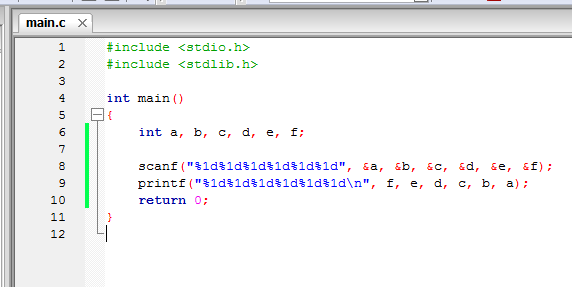 main.c ×
1 #include <stdio.h>
2 #include <stdlib.h>
3
4 int main()
5 {
6 int a, b, c, d, e, f;
7
8 scanf("%1d%1d%1d%1d%1d%1d", &a, &b, &c, &d, &e, &f);
9 printf("%1d%1d%1d%1d%1d%1d\n", f, e, d, c, b, a);
10 return 0;
11 }
12